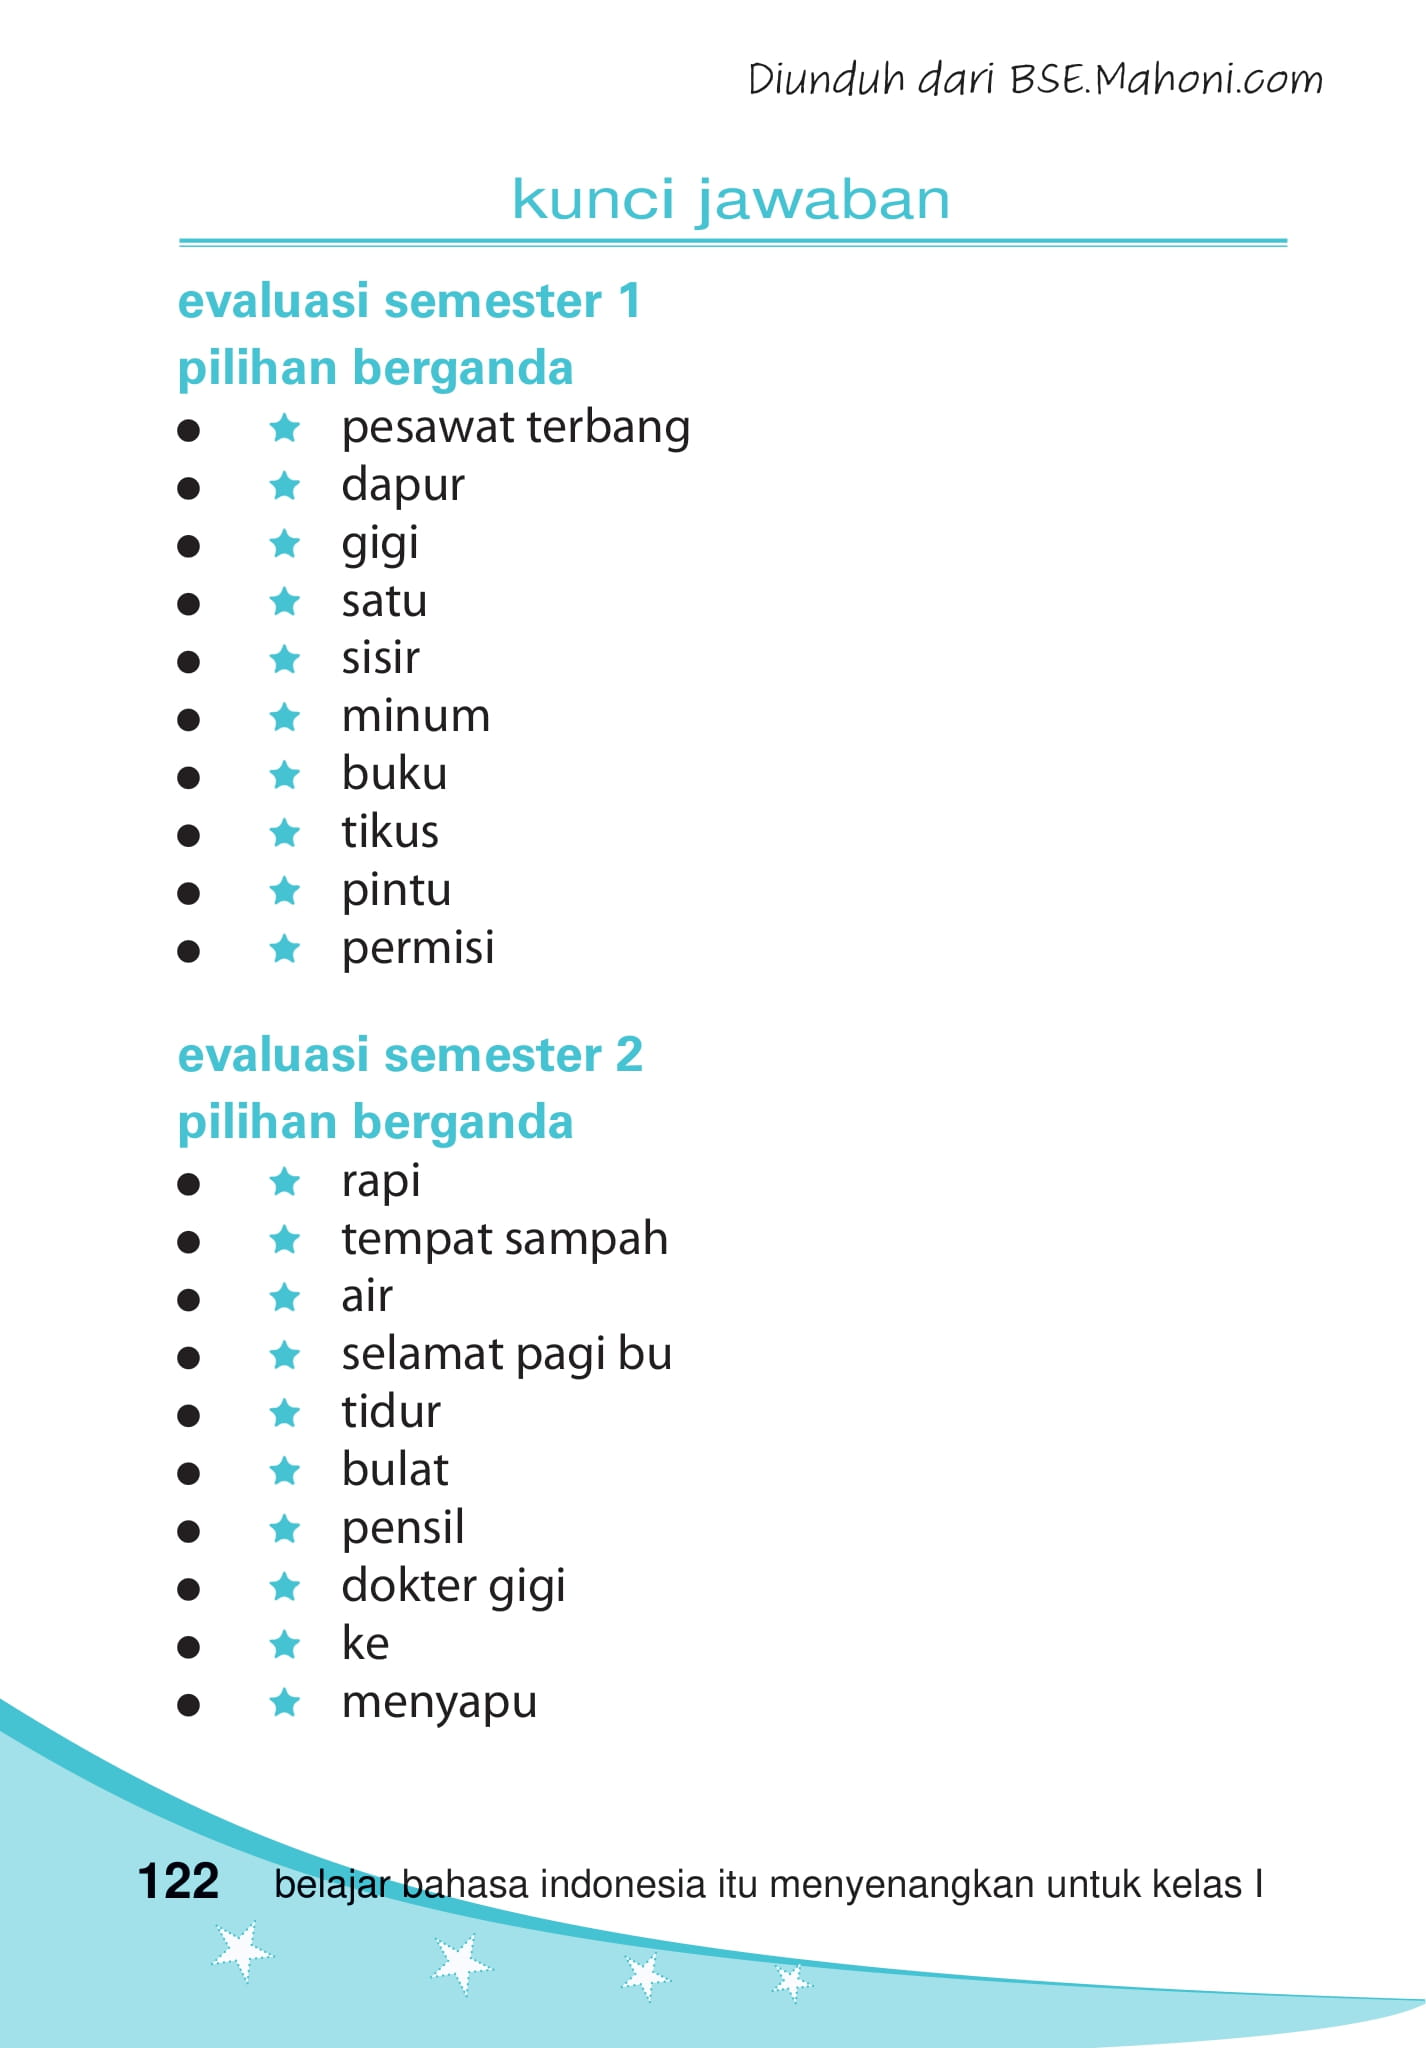 Diunduh dari BSE.Mahoni.com
kunci jawaban
evaluasi semester 1
pilihan berganda
● ★ pesawat terbang
● ★ dapur
● ★ gigi
● ★ satu
● ★ sisir
● ★ minum
● ★ buku
● ★ tikus
● ★ pintu
● ★ permisi
evaluasi semester 2
pilihan berganda
● ★ rapi
● ★ tempat sampah
● ★ air
● ★ selamat pagi bu
● ★ tidur
● ★ bulat
● ★ pensil
● ★ dokter gigi
● ★ ke
● ★ menyapu
122 belajar bahasa indonesia itu menyenangkan untuk kelas I